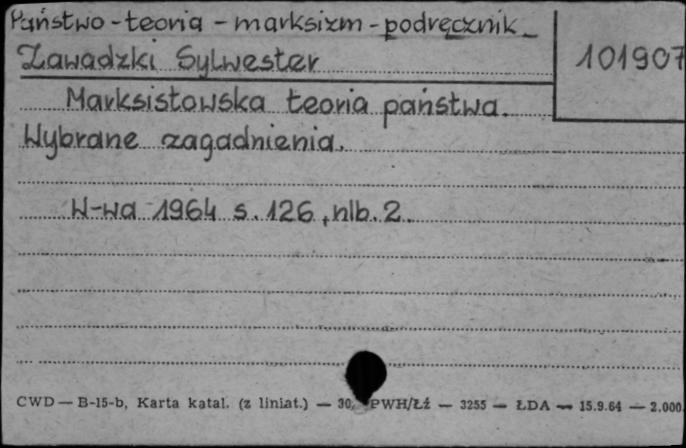 Państwo-teoria-marksizm-podręcznik
Zawadzki Sylwester
101907
Marksistowska teoria państwa.
Wybrane zagadnienia.
W-wa 1964 s. 126, nlb. 2.
CWD — B-15-b, Karta katal. (z liniat.) — 30, PWH/Łź — 3255 — ŁDA — 15.9.64 — 2.000